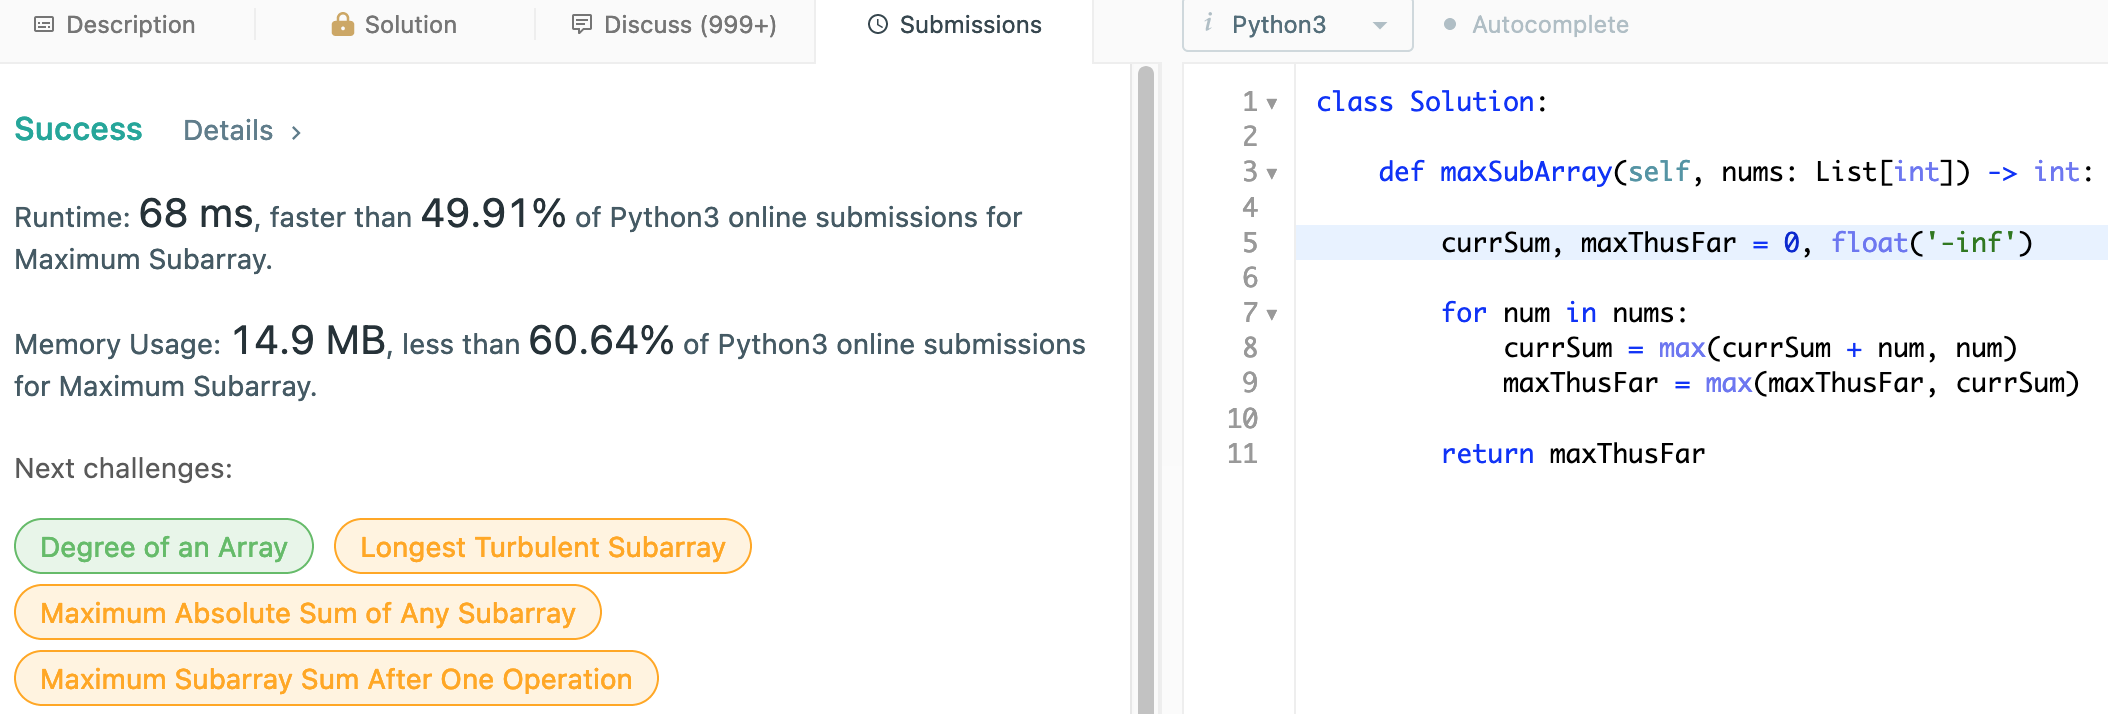 Description
Solution
Discuss (999+)
Submissions
i Python3
Autocomplete
Success Details ›
Runtime: 68 ms, faster than 49.91% of Python3 online submissions for
Maximum Subarray.
Memory Usage: 14.9 MB, less than 60.64% of Python3 online submissions
for Maximum Subarray.
Next challenges:
Degree of an Array
Longest Turbulent Subarray
Maximum Absolute Sum of Any Subarray
Maximum Subarray Sum After One Operation
1 class Solution:
2
3     def maxSubArray(self, nums: List[int]) -> int:
4
5         currSum, maxThusFar = 0, float('-inf')
6
7         for num in nums:
8             currSum = max(currSum + num, num)
9             maxThusFar = max(maxThusFar, currSum)
10
11         return maxThusFar